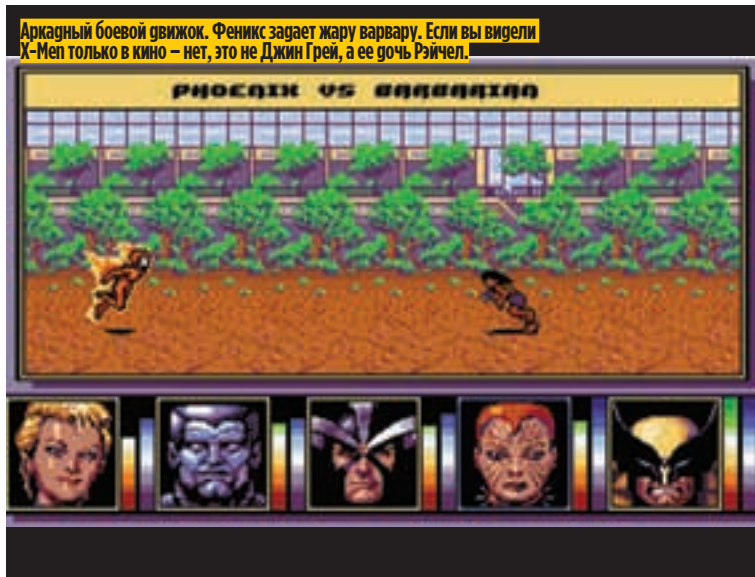 Аркадный боевой движок. Феникс задает жару варвару. Если вы видели
X-Men только в кино – нет, это не Джин Грей, а ее дочь Рэйчел.
PHOENIX VS BARBARIAN